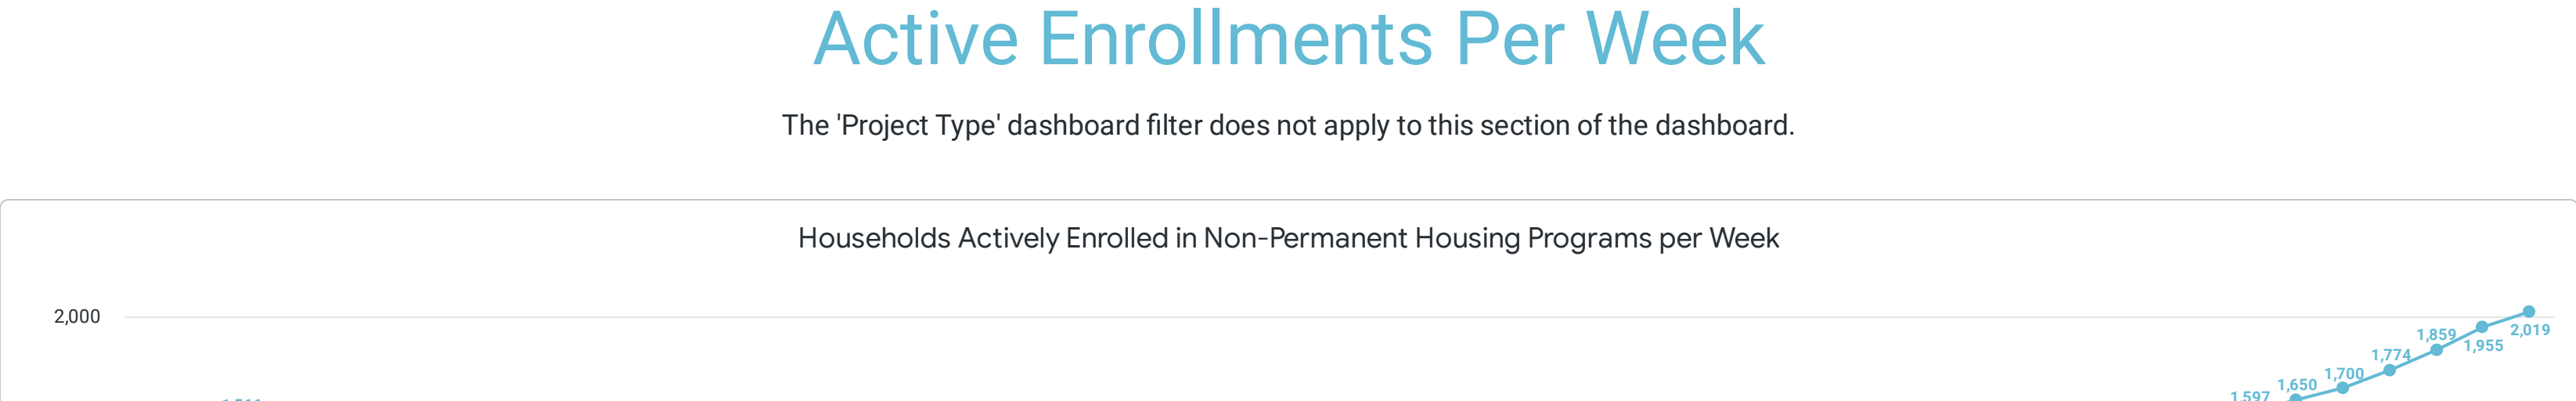 Active Enrollments Per Week
The 'Project Type' dashboard filter does not apply to this section of the dashboard.
Households Actively Enrolled in Non-Permanent Housing Programs per Week
2,000
2,019
1,859
1,955
1,774
1,700
1,650
1,597